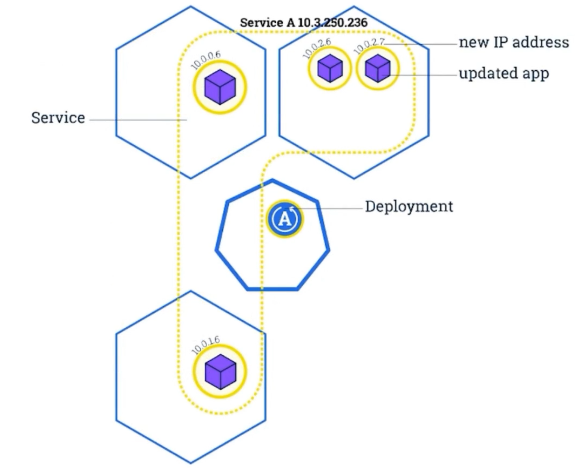 Service A 10.3.250.236
10.0.0.6
10.0.2.6
10.0.2.7
new IP address
updated app
Service
Deployment
A
10.0.1.6